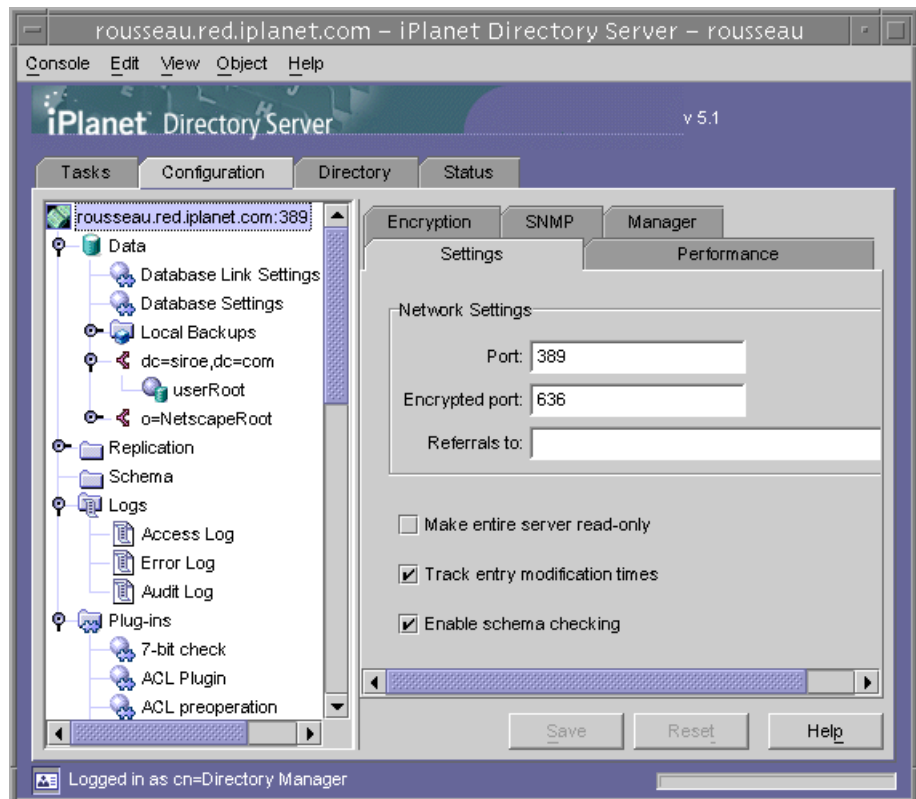 rousseau.red.iplanet.com – iPlanet Directory Server – rousseau
Console Edit View Object Help
iPlanet Directory Server
v 5.1
Tasks Configuration Directory Status
rousseau.red.iplanet.com:389
Data
Database Link Settings
Database Settings
Local Backups
dc=siroe,dc=com
userRoot
o=NetscapeRoot
Replication
Schema
Logs
Access Log
Error Log
Audit Log
Plug-ins
7-bit check
ACL Plugin
ACL preoperation
Encryption SNMP Manager
Settings Performance
Network Settings
Port: 389
Encrypted port: 636
Referrals to:
Make entire server read-only
Track entry modification times
Enable schema checking
Save Reset Help
Logged in as cn=Directory Manager